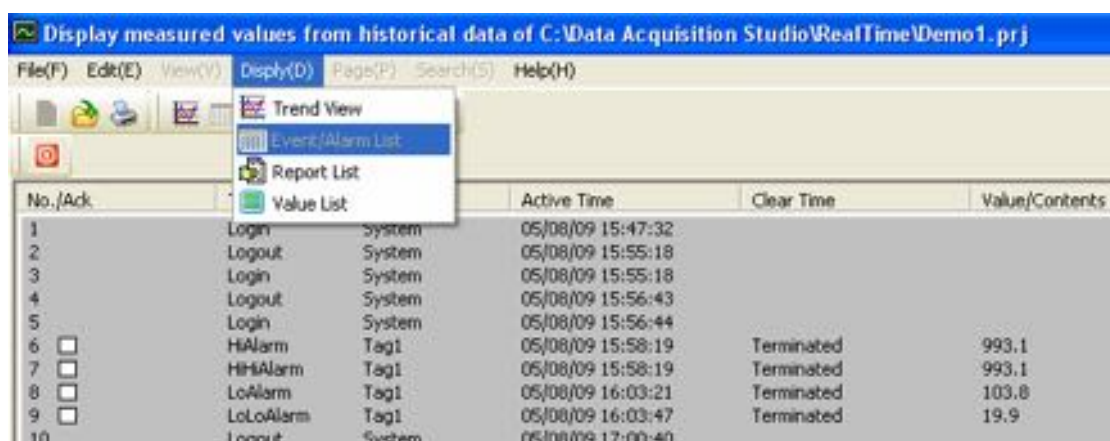 Display measured values from historical data of C:\Data Acquisition Studio\RealTime\Demo1.prj
File(F) Edit(E) View(V) Disply(D) Page(P) Search(S) Help(H)
Trend View
Event/Alarm List
Report List
Value List
No./Ack Active Time Clear Time Value/Contents
1 Login System 05/08/09 15:47:32
2 Logout System 05/08/09 15:55:18
3 Login System 05/08/09 15:55:18
4 Logout System 05/08/09 15:56:43
5 Login System 05/08/09 15:56:44
6 HiAlarm Tag1 05/08/09 15:58:19 Terminated 993.1
7 HiHiAlarm Tag1 05/08/09 15:58:19 Terminated 993.1
8 LoAlarm Tag1 05/08/09 16:03:21 Terminated 103.8
9 LoLoAlarm Tag1 05/08/09 16:03:47 Terminated 19.9
10 Logout System 05/08/09 17:00:40